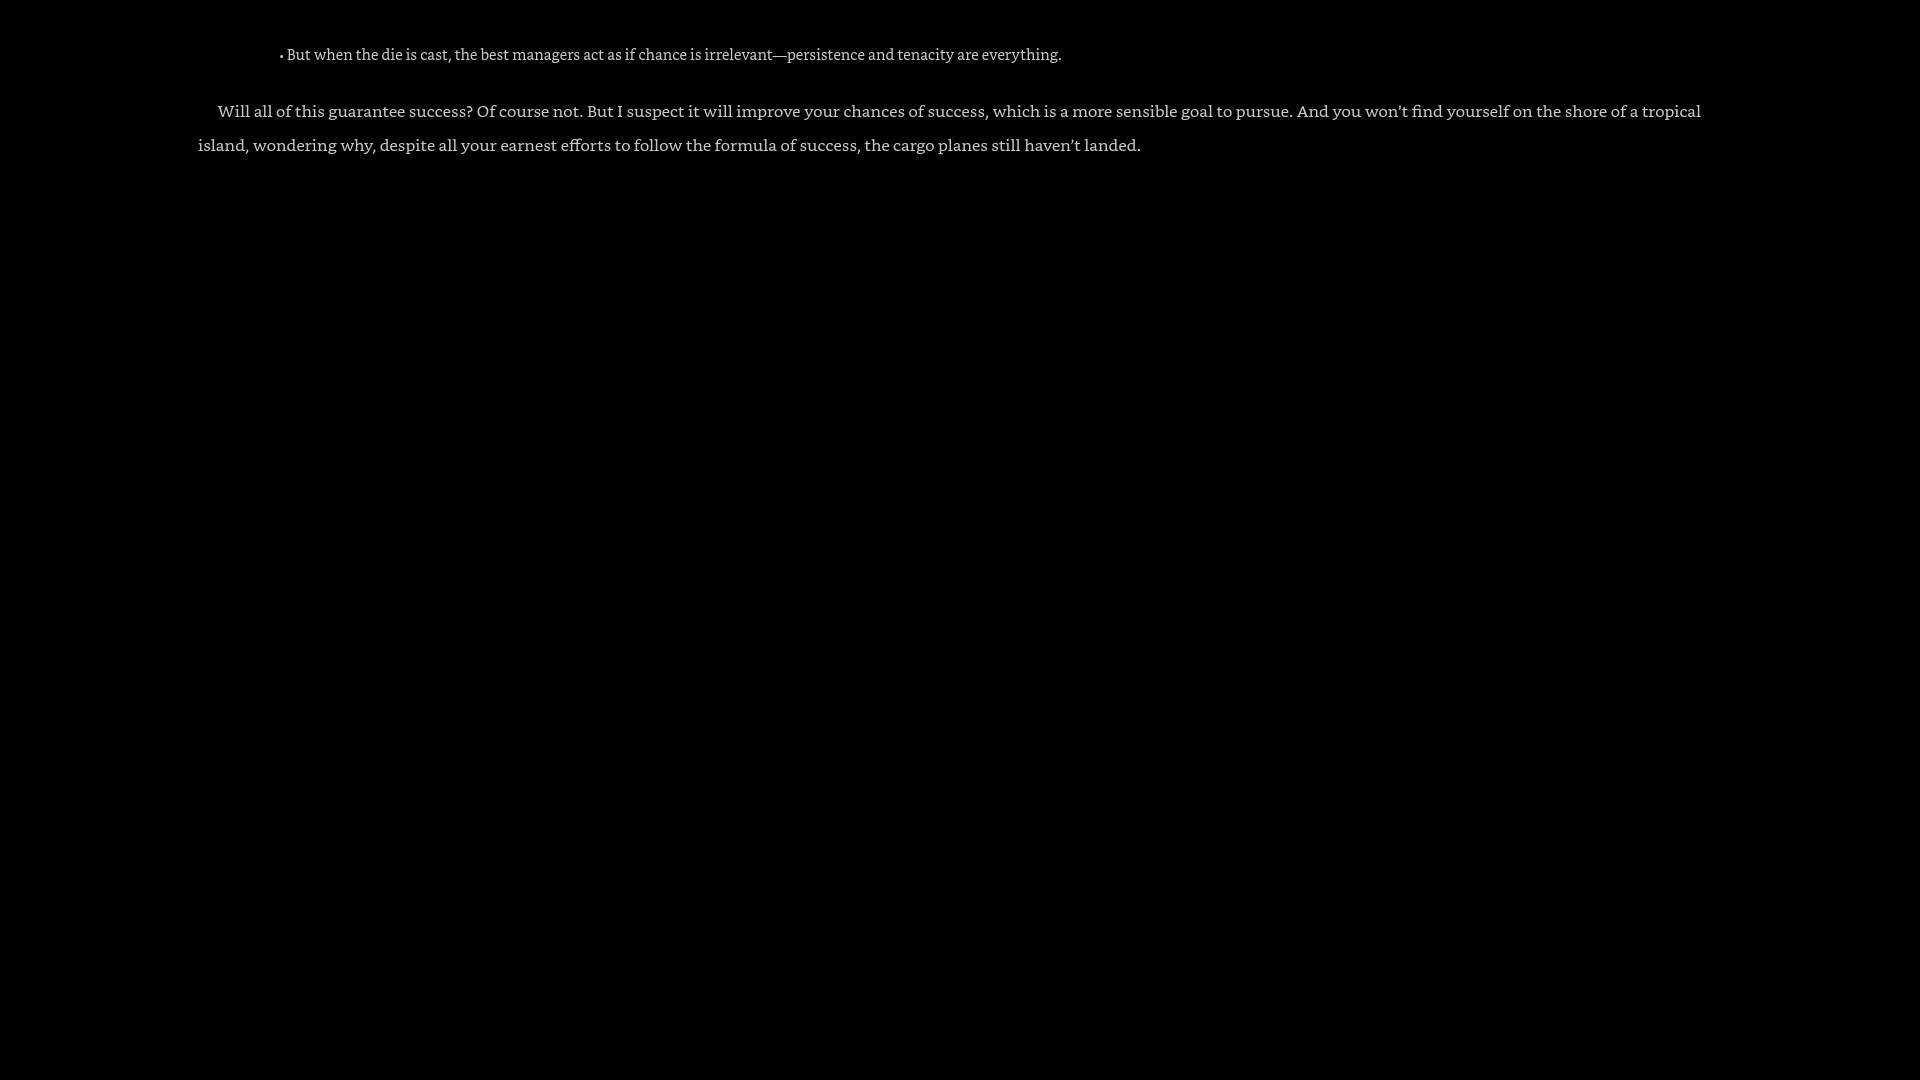 • But when the die is cast, the best managers act as if chance is irrelevant—persistence and tenacity are everything.
Will all of this guarantee success? Of course not. But I suspect it will improve your chances of success, which is a more sensible goal to pursue. And you won’t find yourself on the shore of a tropical
island, wondering why, despite all your earnest efforts to follow the formula of success, the cargo planes still haven’t landed.